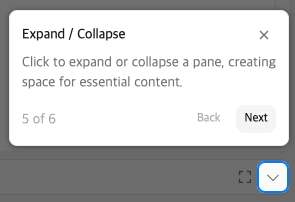 Expand / Collapse
Click to expand or collapse a pane, creating
space for essential content.
5 of 6
Back
Next